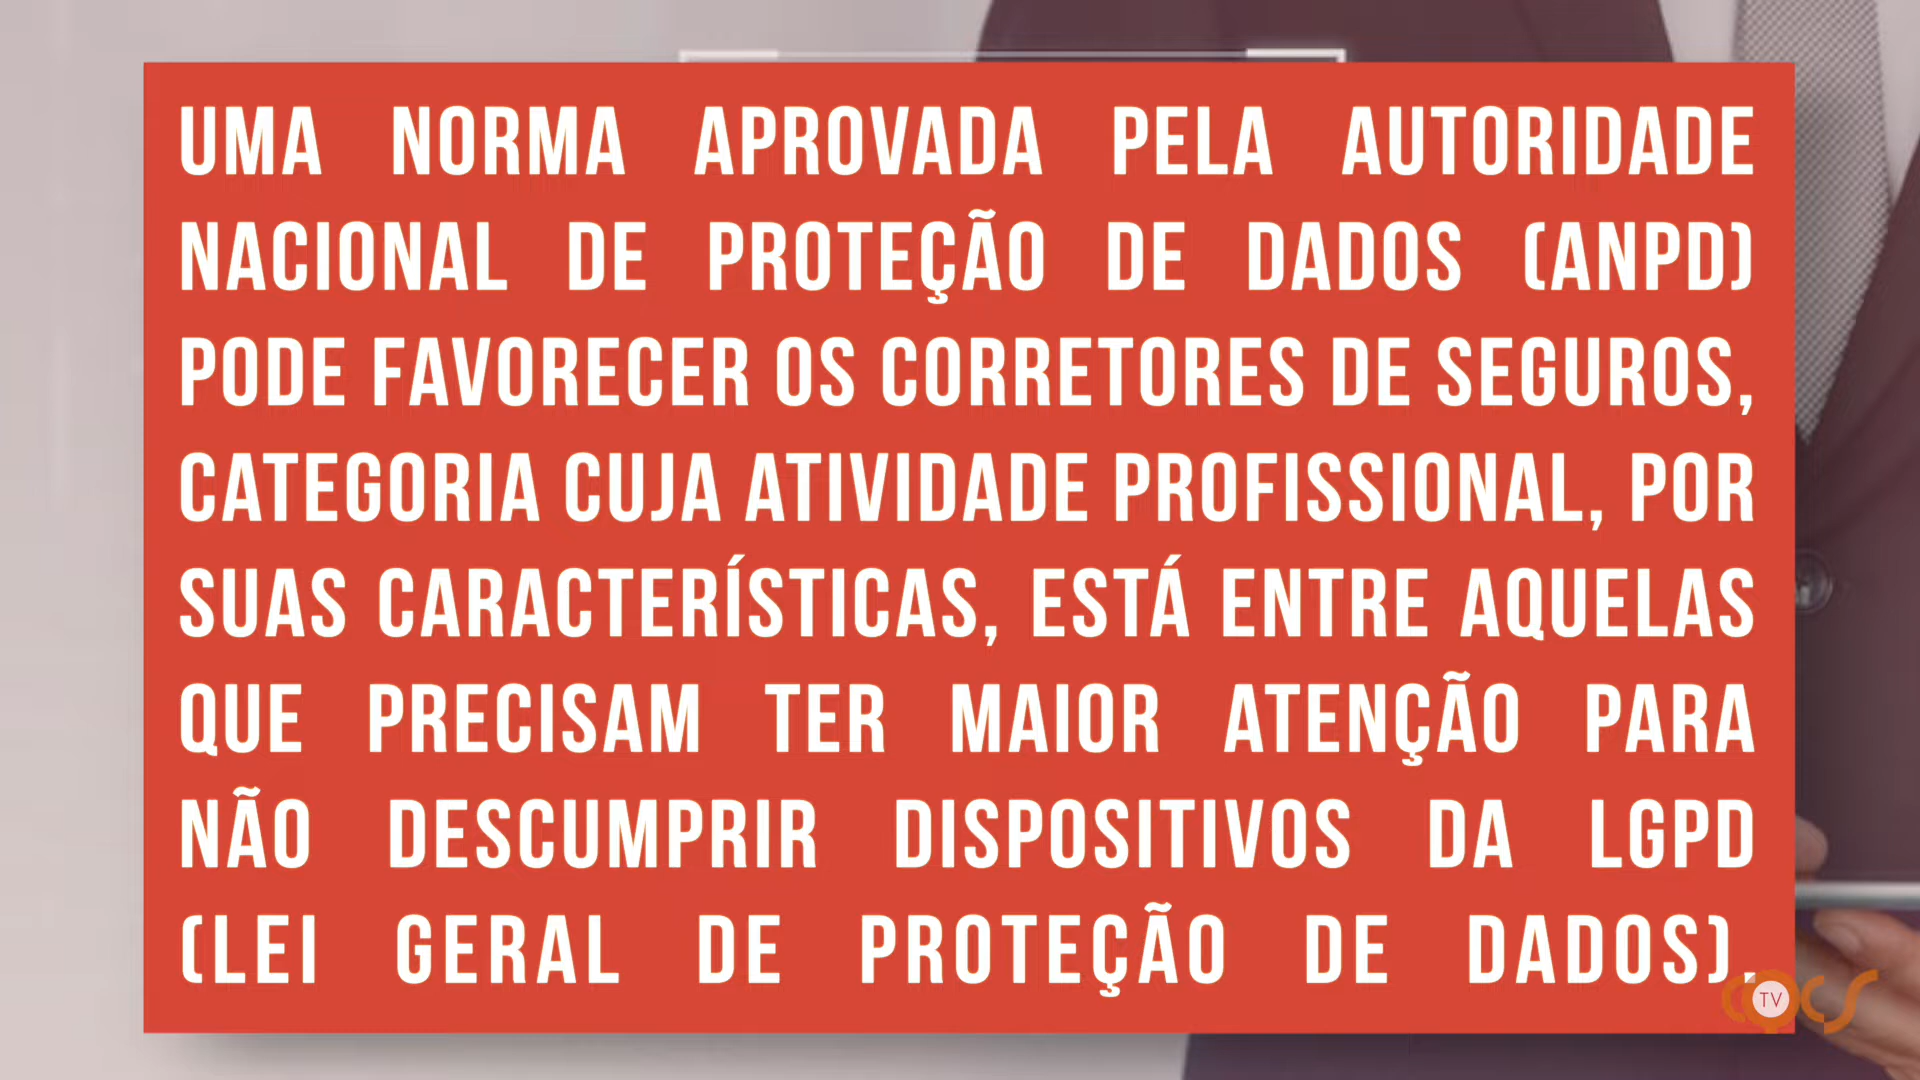 UMA NORMA APROVADA PELA AUTORIDADE
NACIONAL DE PROTEÇÃO DE DADOS (ANPD)
PODE FAVORECER OS CORRETORES DE SEGUROS,
CATEGORIA CUJA ATIVIDADE PROFISSIONAL, POR
SUAS CARACTERÍSTICAS, ESTÁ ENTRE AQUELAS
QUE PRECISAM TER MAIOR ATENÇÃO PARA
NÃO DESCUMPRIR DISPOSITIVOS DA LGPD
(LEI GERAL DE PROTEÇÃO DE DADOS).
CQCS
TV